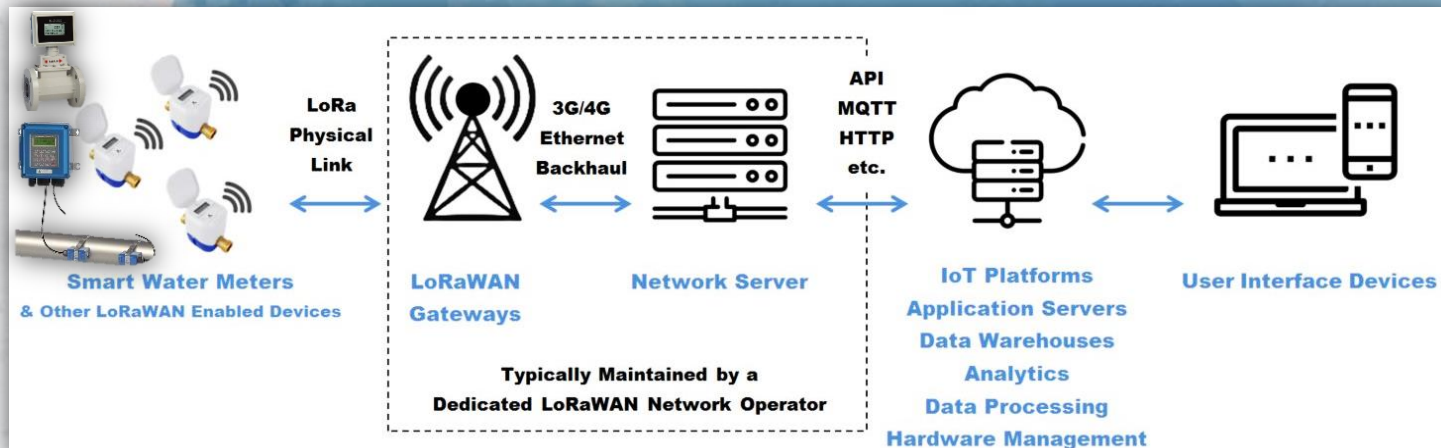 LoRa
Physical
Link
3G/4G
Ethernet
Backhaul
API
MQTT
HTTP
etc.
Smart Water Meters
& Other LoRaWAN Enabled Devices
LoRaWAN
Gateways
Network Server
IoT Platforms
Application Servers
Data Warehouses
Analytics
Data Processing
Hardware Management
User Interface Devices
Typically Maintained by a
Dedicated LoRaWAN Network Operator